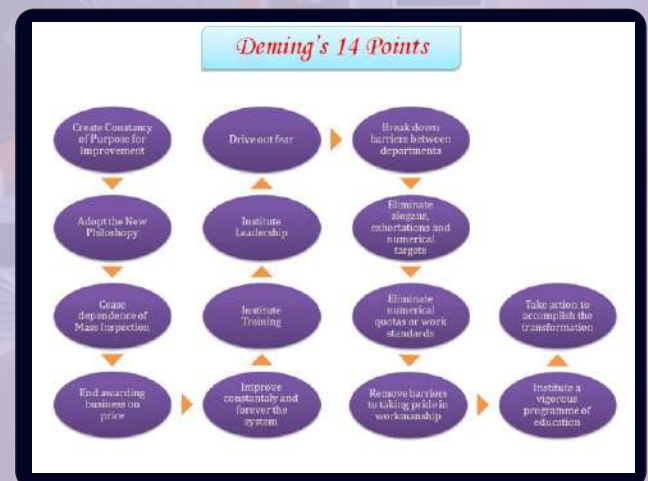 Deming's 14 Points
Create Constancy
of Purpose for
Improvement
Adopt the New
Philoshopy
Cease
dependence of
Mass Inspection
End awarding
business on
price
Improve
constantaly and
forever the
system
Institute
Training
Institute
Leadership
Drive out fear
Break down
barriers between
departments
Eliminate
slogans,
exhortations and
numerical
targets
Eliminate
numerical
quotas or work
standards
Remove barriers
to taking pride in
workmanship
Institute a
vigorous
programme of
education
Take action to
accomplish the
transformation